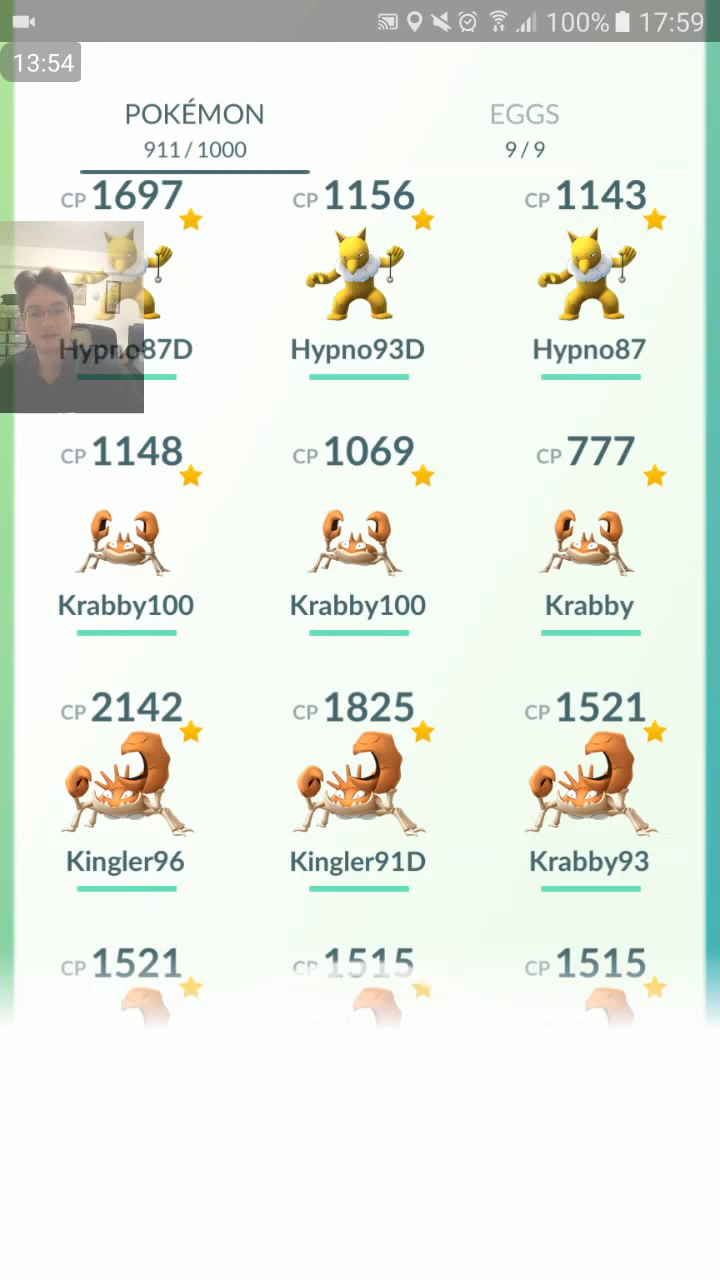 100% 17:59
13:54
POKÉMON EGGS
911 / 1000 9 / 9
CP 1697 CP 1156 CP 1143
Hypno87D Hypno93D Hypno87
CP 1148 CP 1069 CP 777
Krabby100 Krabby100 Krabby
CP 2142 CP 1825 CP 1521
Kingler96 Kingler91D Krabby93
CP 1521 CP 1515 CP 1515